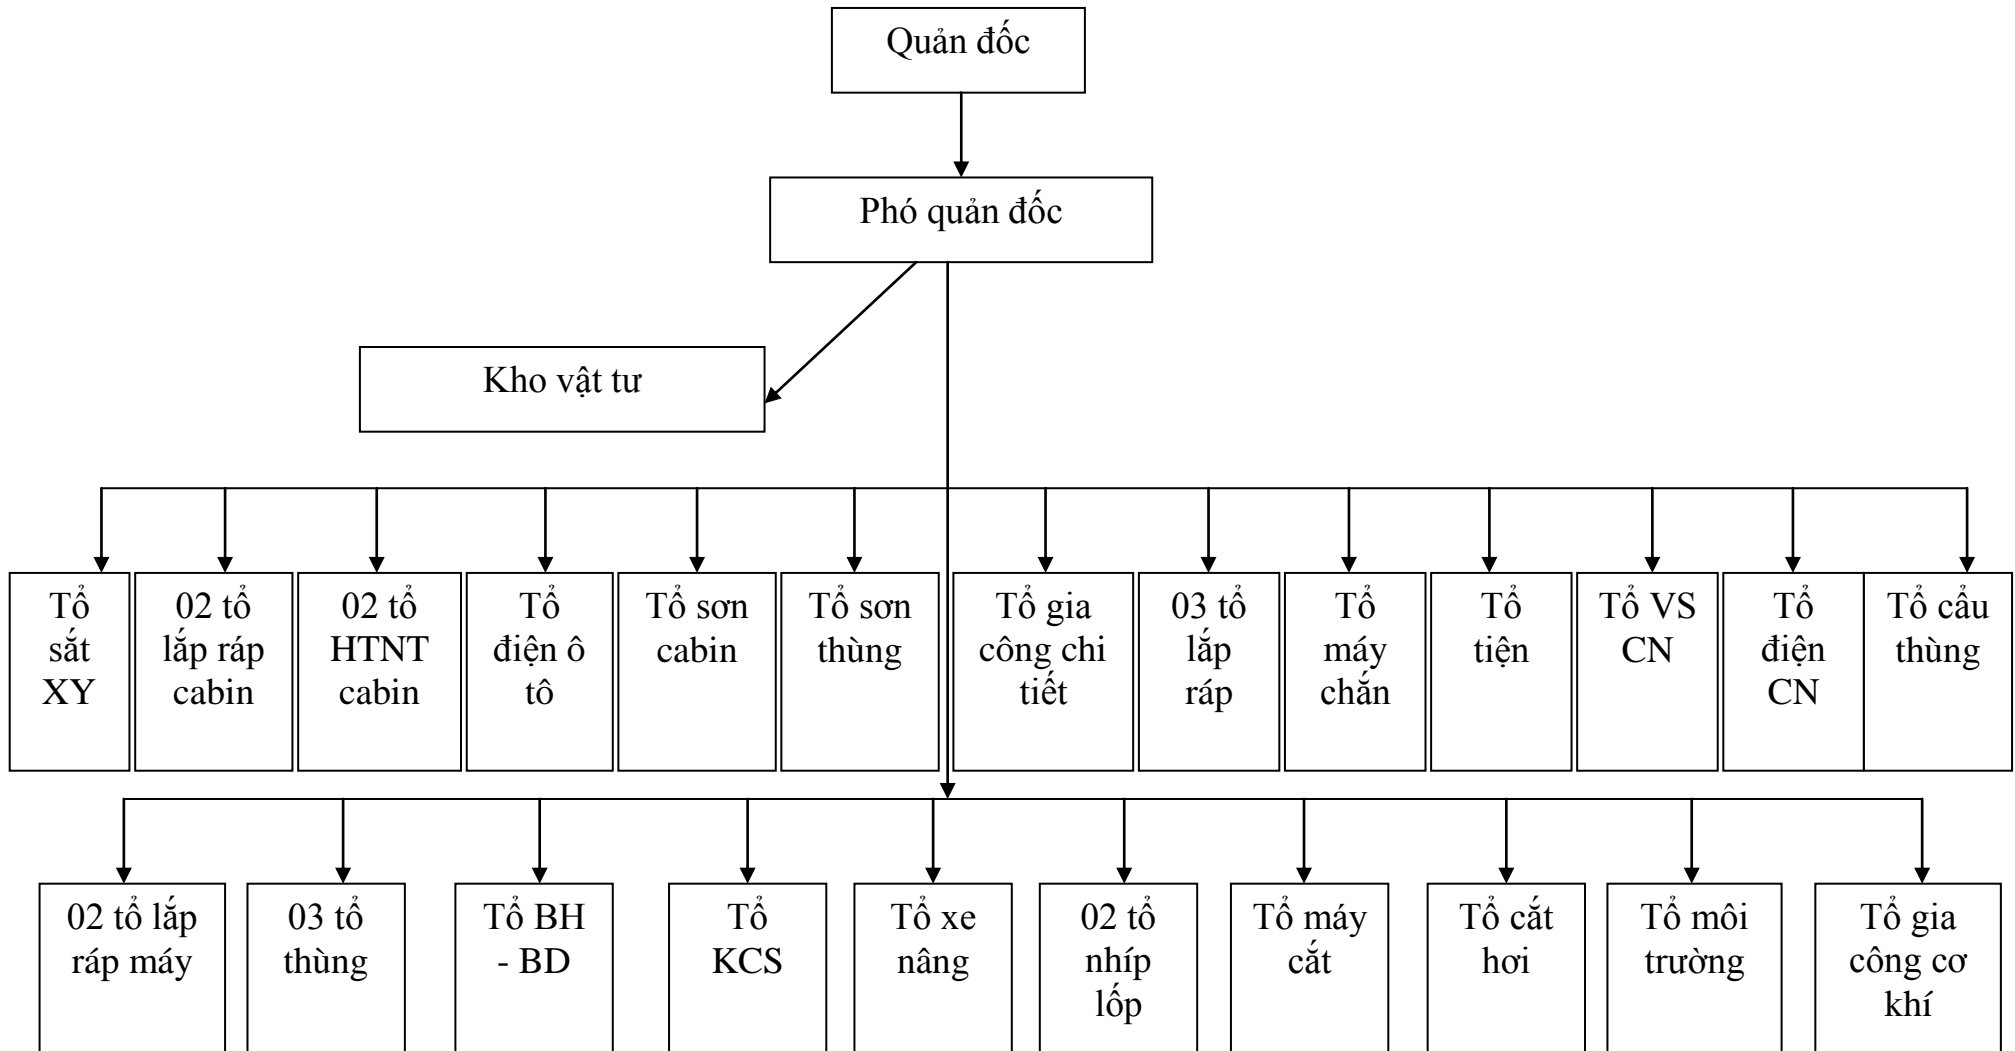 Quản đốc
Phó quản đốc
Kho vật tư
Tổ
sắt
XY
02 tổ
lắp ráp
cabin
02 tổ
HTNT
cabin
Tổ
điện ô
tô
Tổ sơn
cabin
Tổ sơn
thùng
Tổ gia
công chi
tiết
03 tổ
lắp
ráp
Tổ
máy
chắn
Tổ
tiện
Tổ VS
CN
Tổ
điện
CN
Tổ cẩu
thùng
02 tổ lắp
ráp máy
03 tổ
thùng
Tổ BH
- BD
Tổ
KCS
Tổ xe
nâng
02 tổ
nhíp
lốp
Tổ máy
cắt
Tổ cắt
hơi
Tổ môi
trường
Tổ gia
công cơ
khí